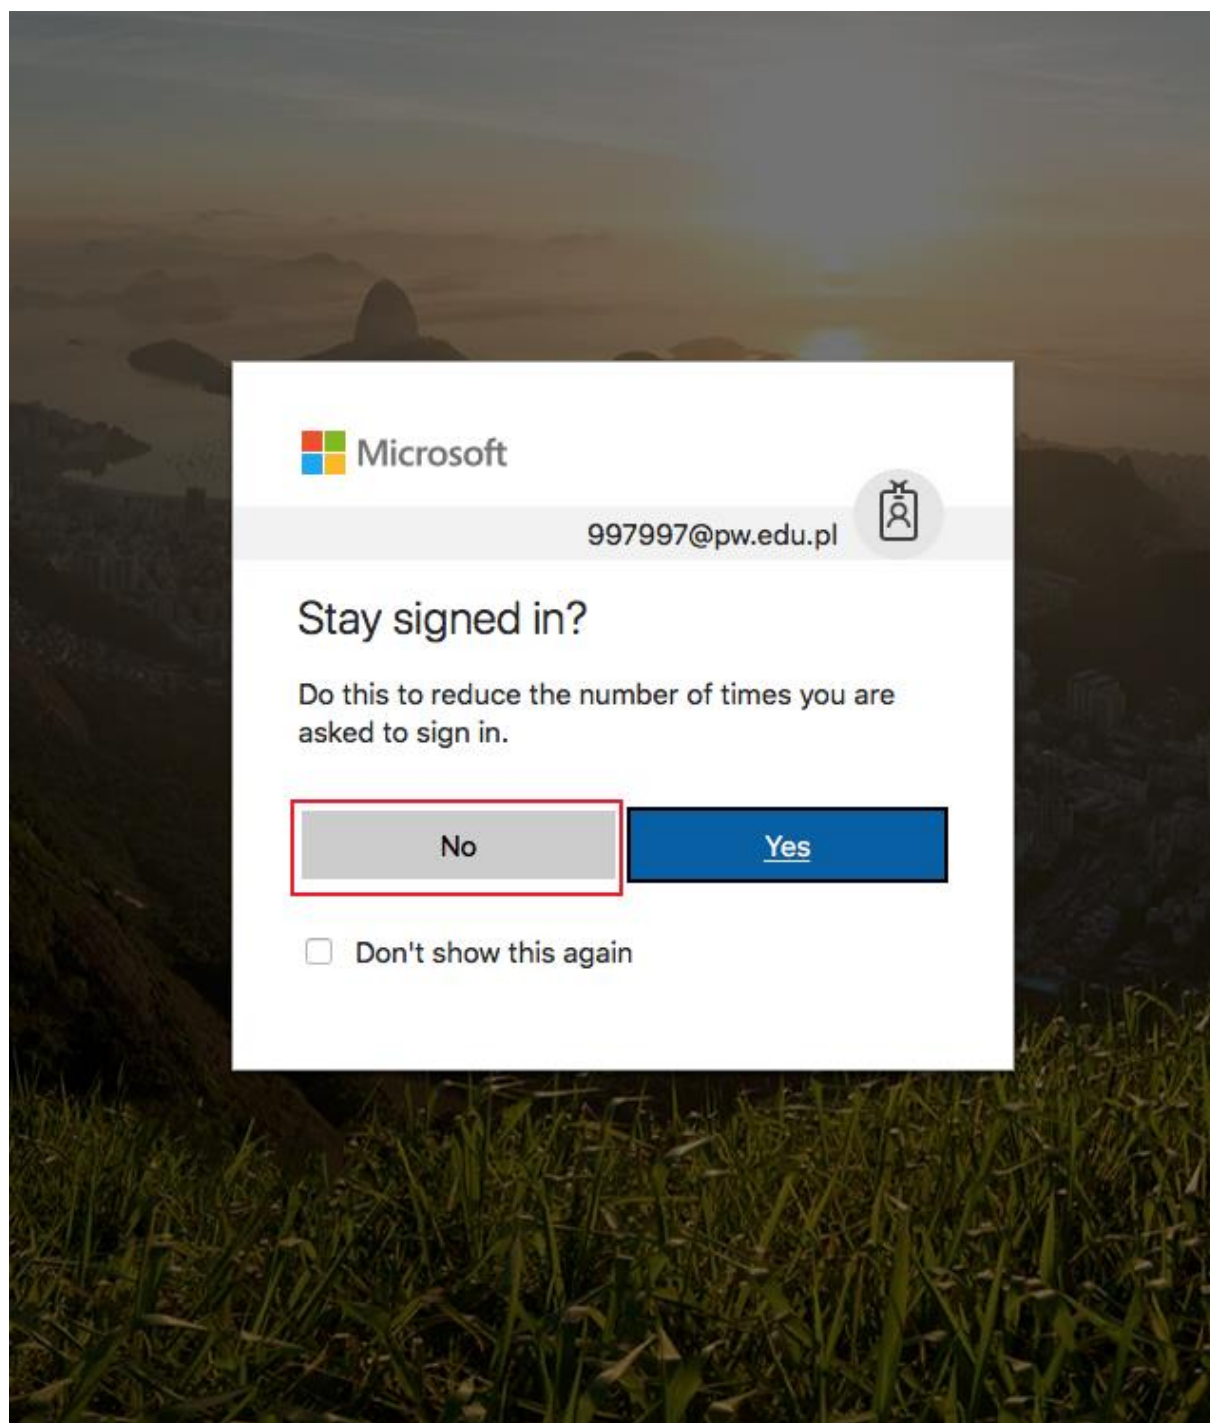 Microsoft
997997@pw.edu.pl
Stay signed in?
Do this to reduce the number of times you are
asked to sign in.
No
Yes
Don't show this again